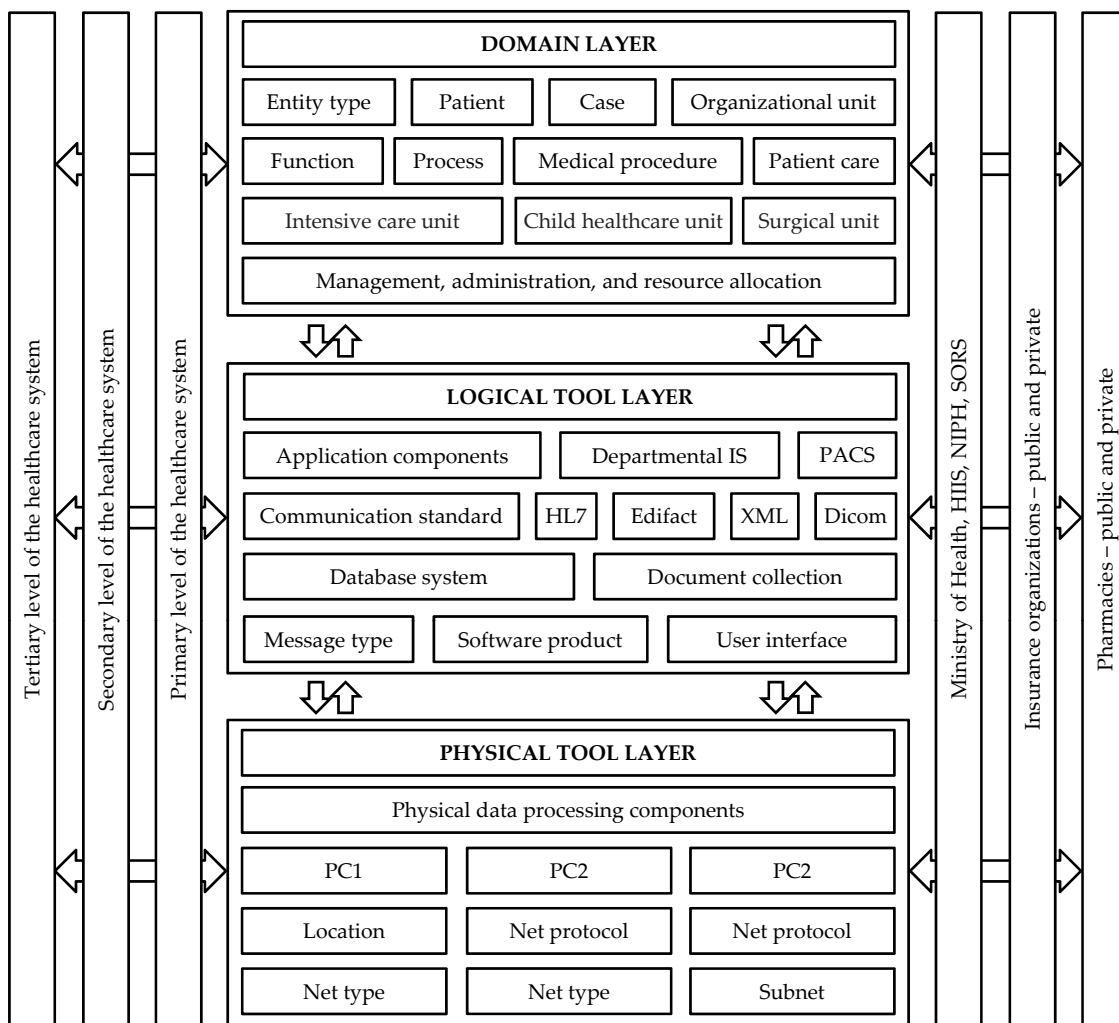 Tertiary level of the healthcare system
Secondary level of the healthcare system
Primary level of the healthcare system
DOMAIN LAYER
Entity type
Patient
Case
Organizational unit
Function
Process
Medical procedure
Patient care
Intensive care unit
Child healthcare unit
Surgical unit
Management, administration, and resource allocation
LOGICAL TOOL LAYER
Application components
Departmental IS
PACS
Communication standard
HL7
Edifact
XML
Dicom
Database system
Document collection
Message type
Software product
User interface
PHYSICAL TOOL LAYER
Physical data processing components
PC1
PC2
PC2
Location
Net protocol
Net protocol
Net type
Net type
Subnet
Ministry of Health, HIIS, NIPH, SORS
Insurance organizations – public and private
Pharmacies – public and private